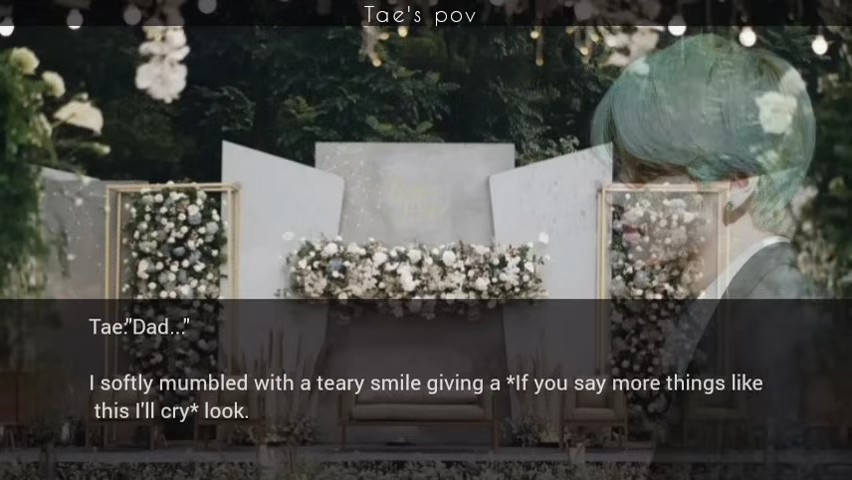 Tae's pov
Tae:"Dad..."
I softly mumbled with a teary smile giving a *If you say more things like
this I'll cry* look.